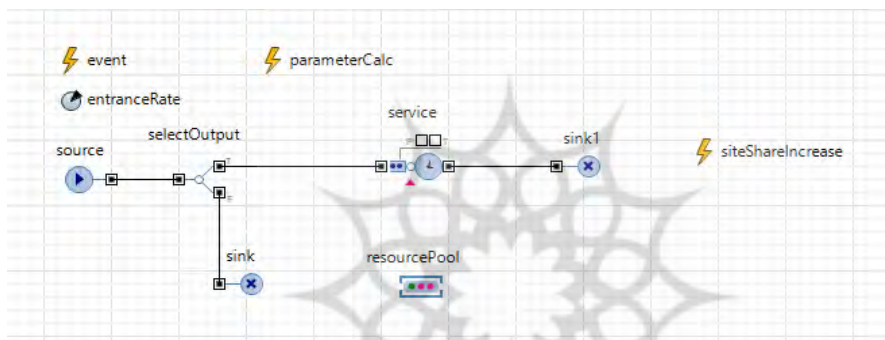 event
parameterCalc
entranceRate
service
selectOutput
sink1
source
siteShareIncrease
T
F
sink
resourcePool